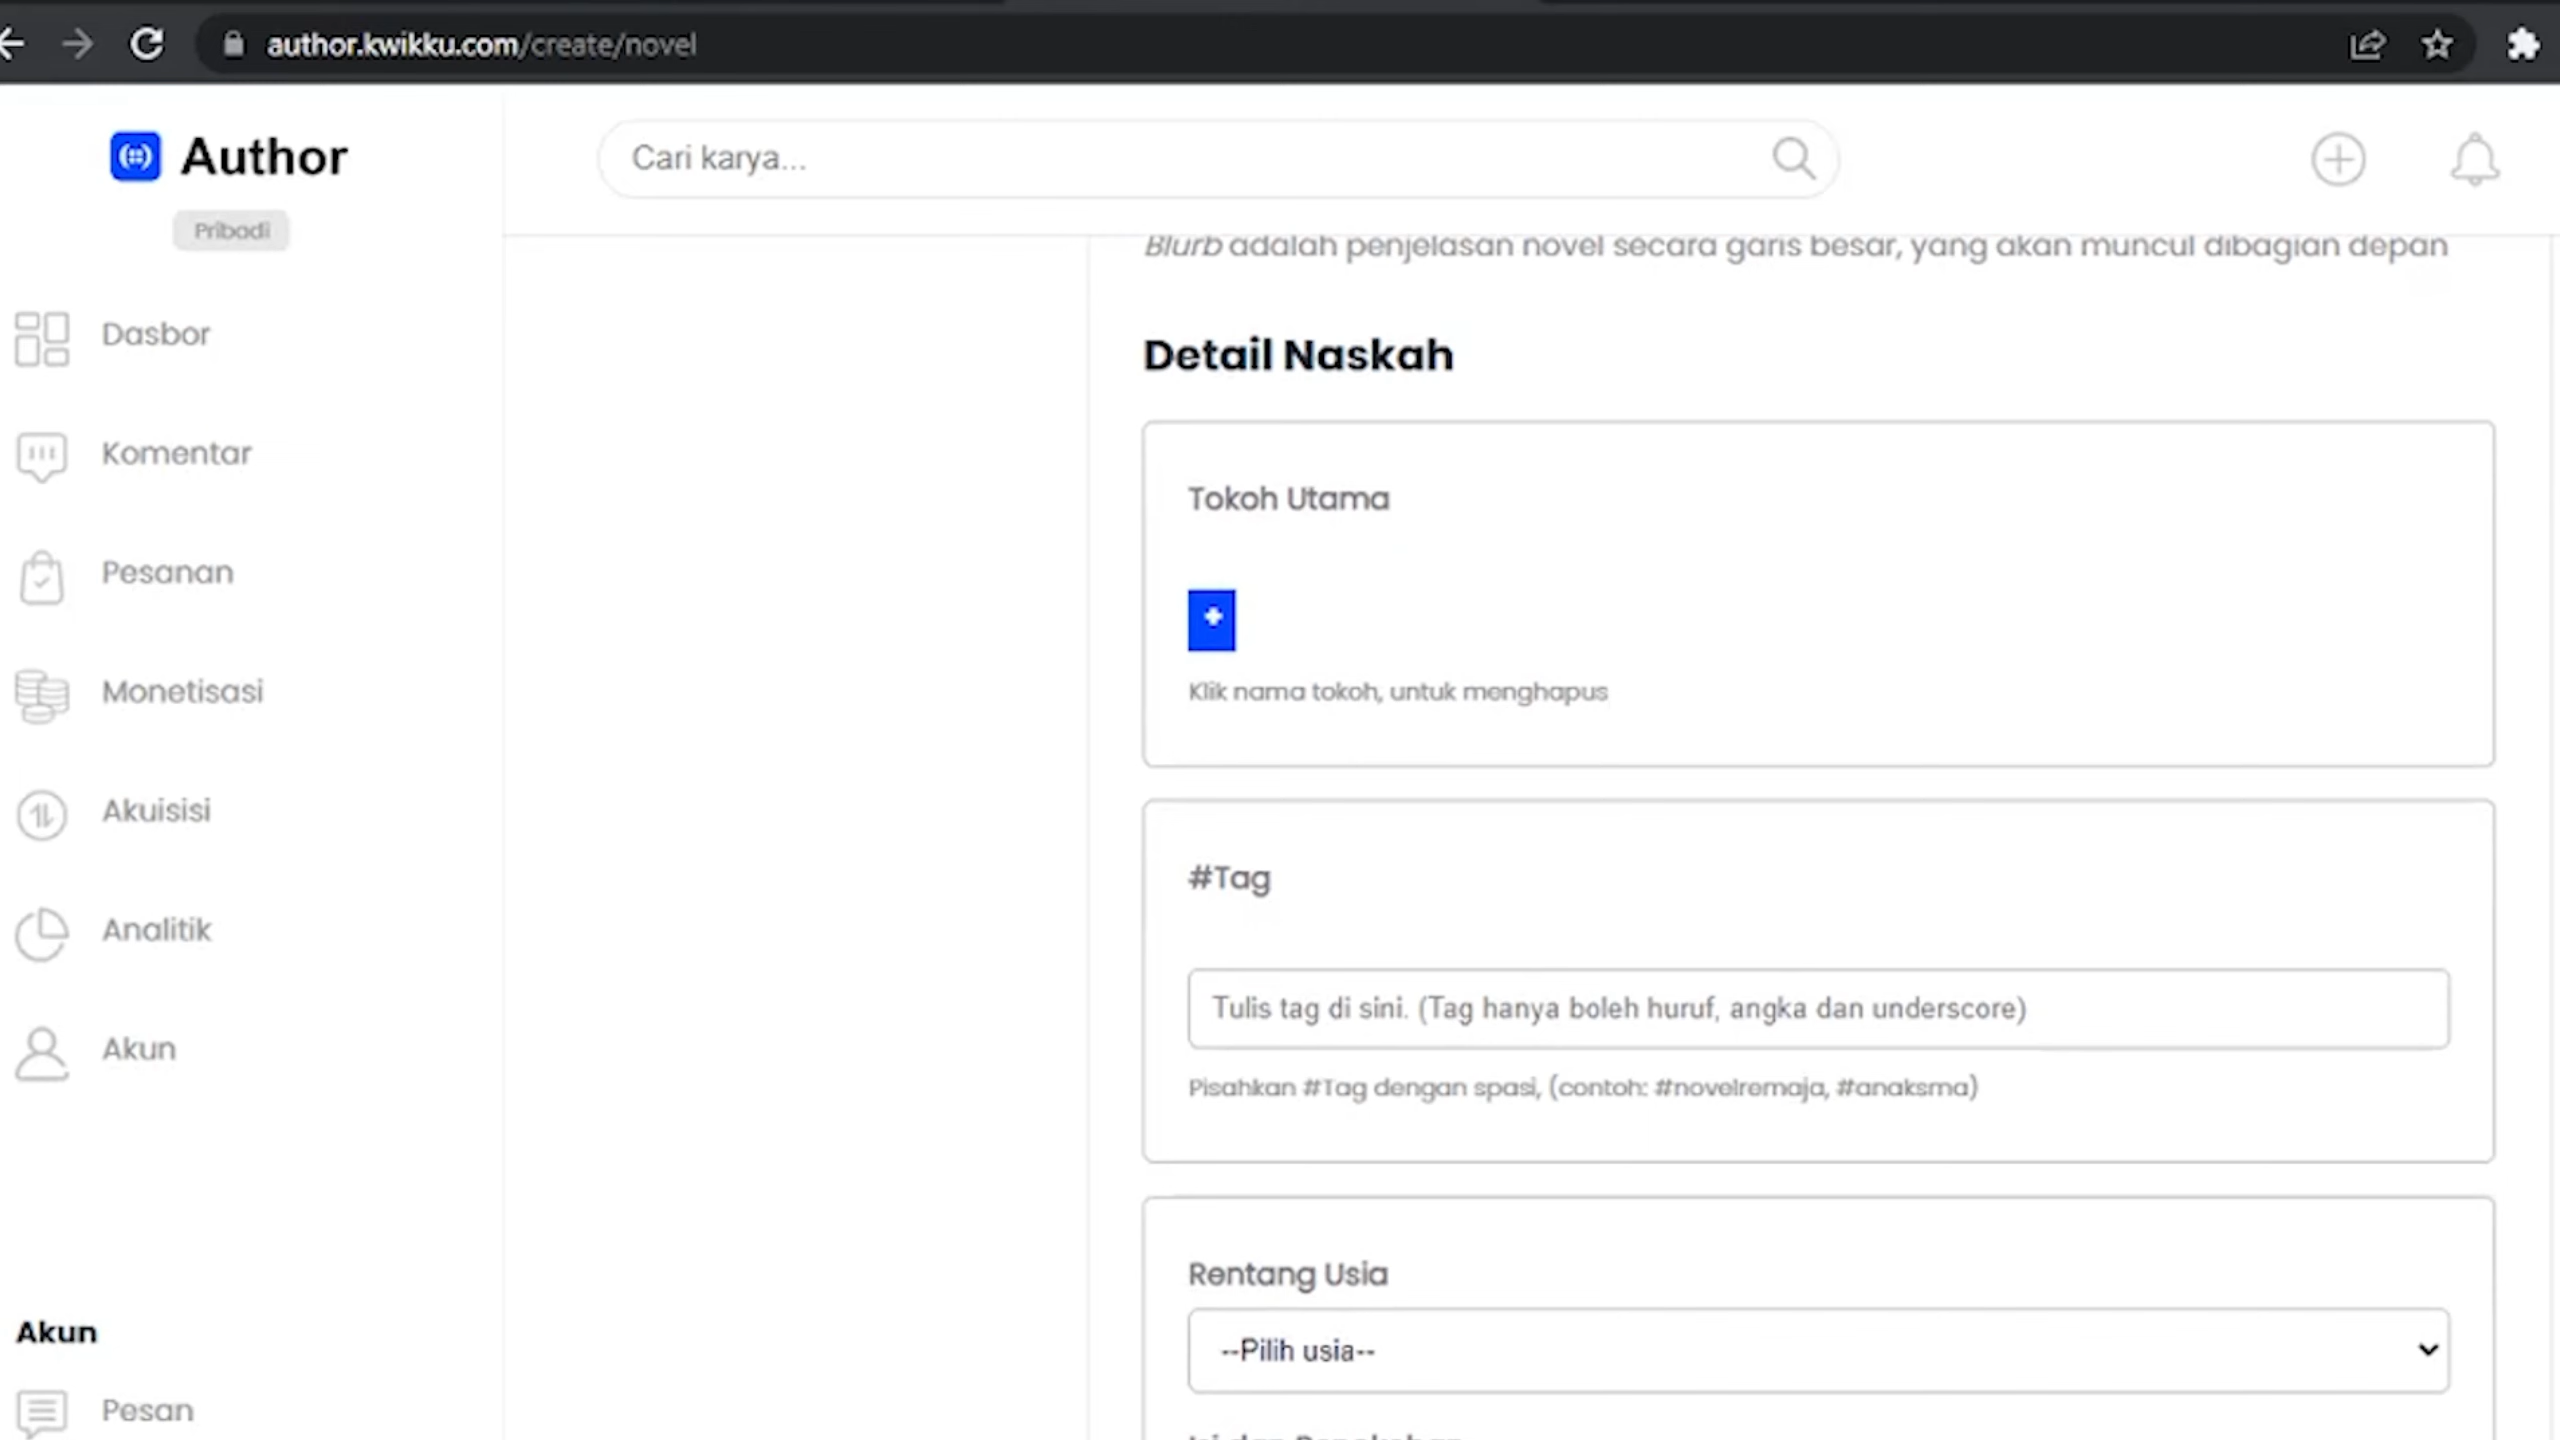 author.kwikku.com/create/novel
Author
Cari karya...
Pribadi
Blurb adalah penjelasan novel secara garis besar, yang akan muncul dibagian depan
Dasbor
Komentar
Pesanan
Monetisasi
Akuisisi
Analitik
Akun
Akun
Pesan
Detail Naskah
Tokoh Utama
+
Klik nama tokoh, untuk menghapus
#Tag
Tulis tag di sini. (Tag hanya boleh huruf, angka dan underscore)
Pisahkan #Tag dengan spasi, (contoh: #novelremaja, #anaksma)
Rentang Usia
--Pilih usia--